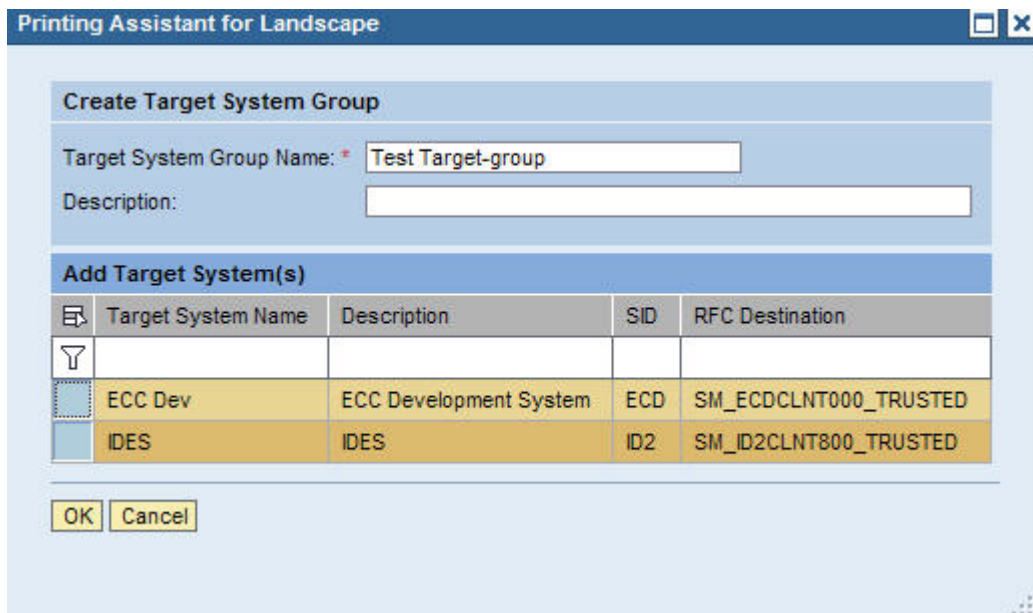 Printing Assistant for Landscape
Create Target System Group
Target System Group Name: * Test Target-group
Description:
Add Target System(s)
Target System Name Description SID RFC Destination
ECC Dev ECC Development System ECD SM_ECDCLNT000_TRUSTED
IDES IDES ID2 SM_ID2CLNT800_TRUSTED
OK Cancel